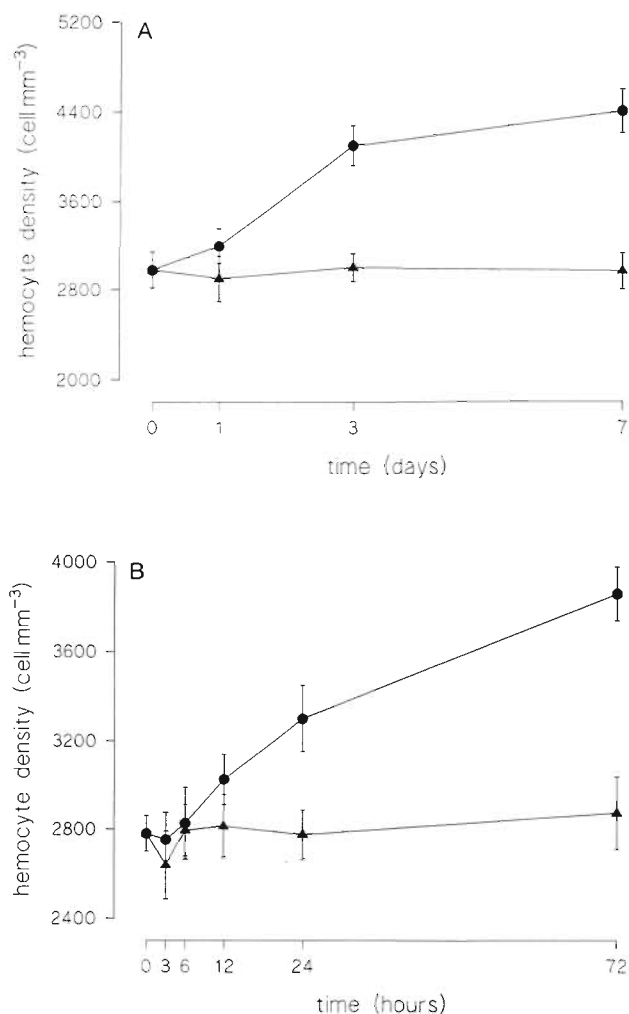 A
hemocyte density (cell mm⁻³)
5200
4400
3600
2800
2000
0 1 3 7
time (days)
B
hemocyte density (cell mm⁻³)
4000
3600
3200
2800
2400
0 3 6 12 24 72
time (hours)